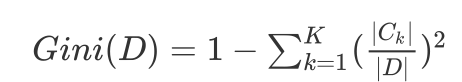 Gini(D) = 1 − ∑_{k=1}^{K} (|C_k|/|D|)^2